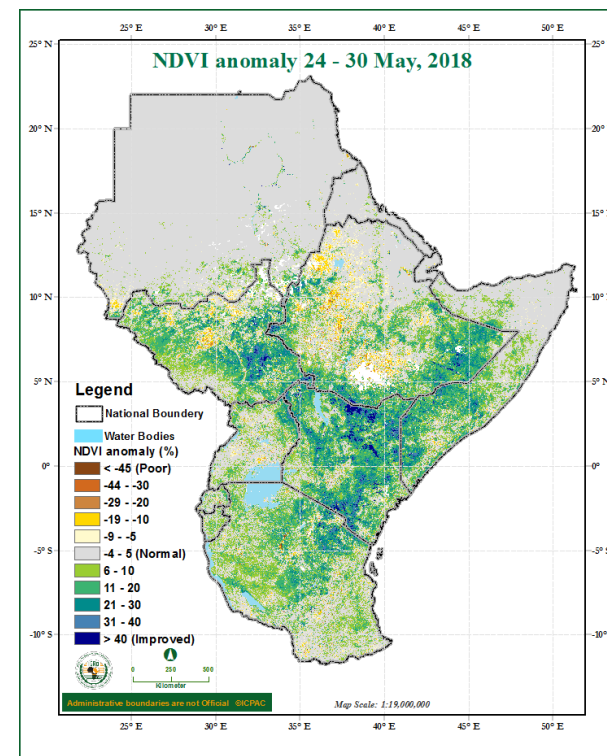 25° E 30° E 35° E 40° E 45° E 50° E
25° N 25° N
NDVI anomaly 24 - 30 May, 2018
20° N 20° N
15° N 15° N
10° N 10° N
5° N 5° N
Legend
National Boundery
Water Bodies
NDVI anomaly (%)
0° 0°
< -45 (Poor)
-44 - -30
-29 - -20
-19 - -10
-9 - -5
-5° S -5° S
-4 - 5 (Normal)
6 - 10
11 - 20
21 - 30
31 - 40
-10° S -10° S
> 40 (Improved)
0 250 500
Kilometer
Administrative boundaries are not Official ©ICPAC
Map Scale: 1:19,000,000
25° E 30° E 35° E 40° E 45° E 50° E